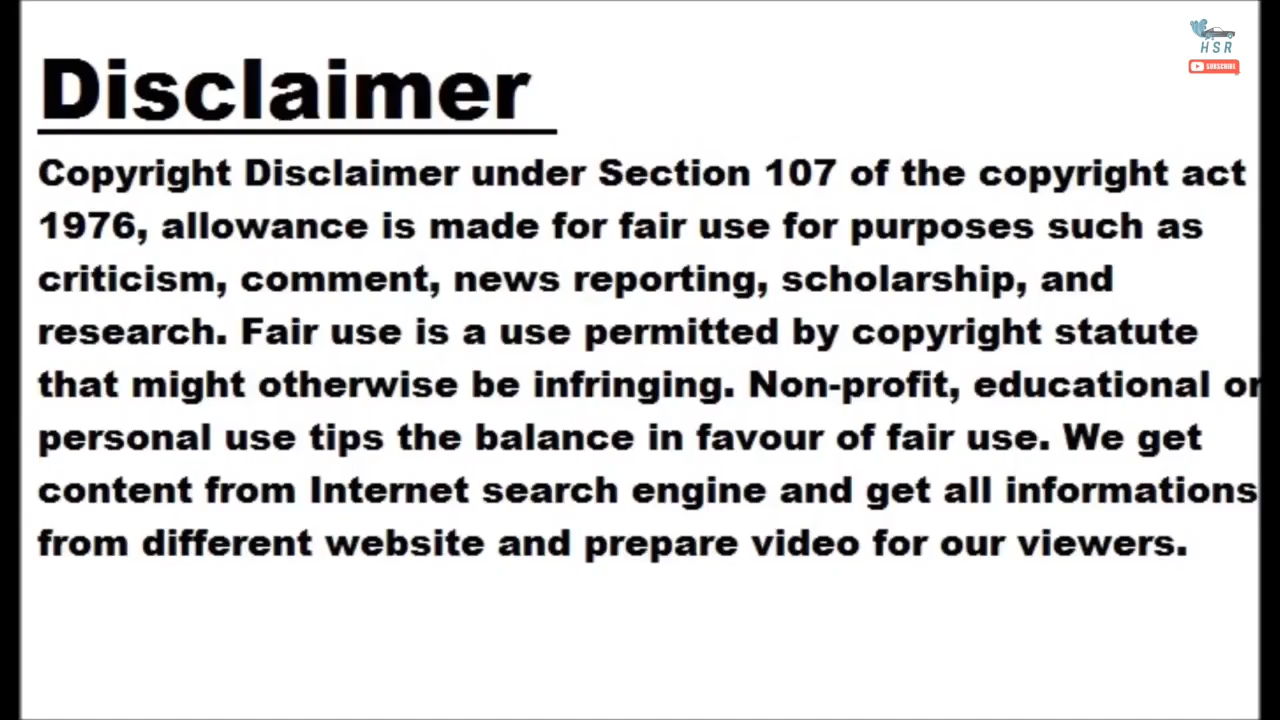 HSR
SUBSCRIBE
Disclaimer
Copyright Disclaimer under Section 107 of the copyright act
1976, allowance is made for fair use for purposes such as
criticism, comment, news reporting, scholarship, and
research. Fair use is a use permitted by copyright statute
that might otherwise be infringing. Non-profit, educational or
personal use tips the balance in favour of fair use. We get
content from Internet search engine and get all informations
from different website and prepare video for our viewers.